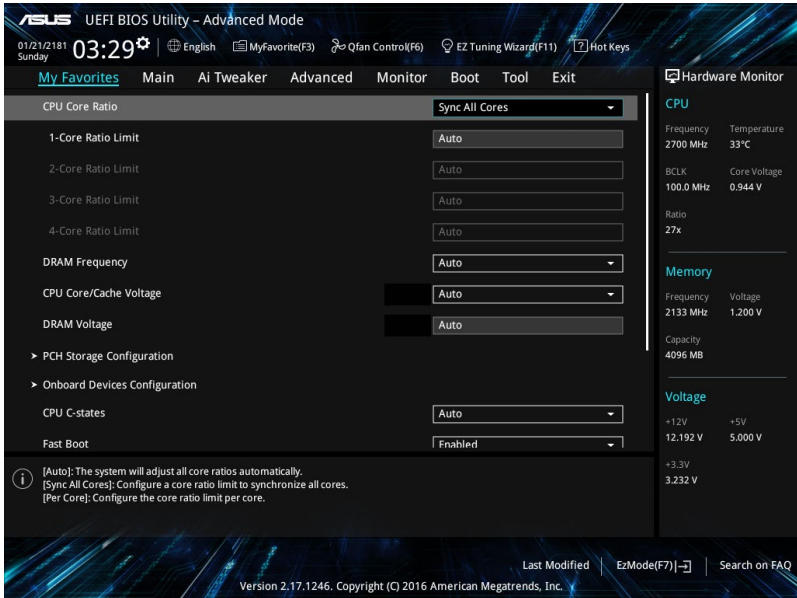 ASUS UEFI BIOS Utility – Advanced Mode
01/21/2181 Sunday 03:29 English MyFavorite(F3) Qfan Control(F6) EZ Tuning Wizard(F11) ? Hot Keys
My Favorites Main Ai Tweaker Advanced Monitor Boot Tool Exit
CPU Core Ratio Sync All Cores
1-Core Ratio Limit Auto
2-Core Ratio Limit Auto
3-Core Ratio Limit Auto
4-Core Ratio Limit Auto
DRAM Frequency Auto
CPU Core/Cache Voltage Auto
DRAM Voltage Auto
> PCH Storage Configuration
> Onboard Devices Configuration
CPU C-states Auto
Fast Boot Enabled
i
[Auto]: The system will adjust all core ratios automatically.
[Sync All Cores]: Configure a core ratio limit to synchronize all cores.
[Per Core]: Configure the core ratio limit per core.
Hardware Monitor
CPU
Frequency Temperature
2700 MHz 33°C
BCLK Core Voltage
100.0 MHz 0.944 V
Ratio
27x
Memory
Frequency Voltage
2133 MHz 1.200 V
Capacity
4096 MB
Voltage
+12V +5V
12.192 V 5.000 V
+3.3V
3.232 V
Last Modified EzMode(F7) Search on FAQ
Version 2.17.1246. Copyright (C) 2016 American Megatrends, Inc.